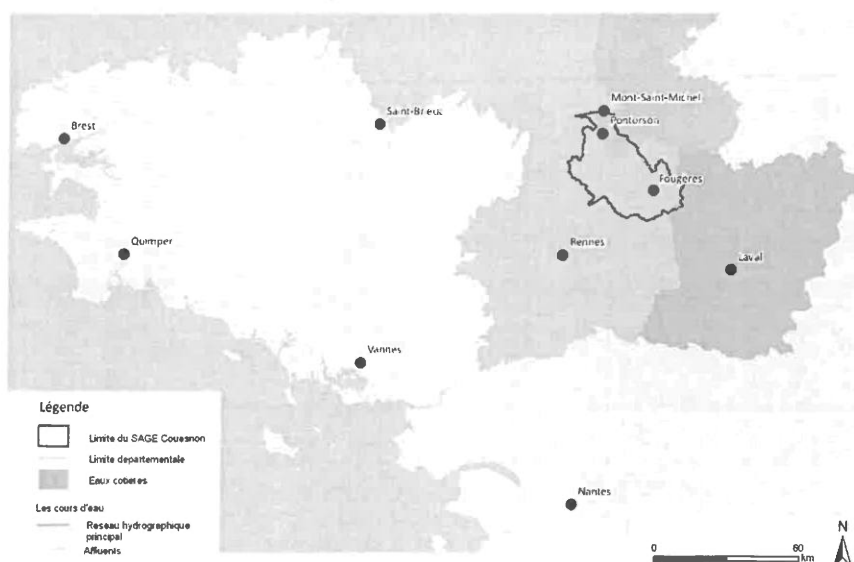 Mont-Saint-Michel
Saint-Brieuc
Pontorson
Brest
Fougères
Quimper
Rennes
Laval
Vannes
Légende
Limite du SAGE Couesnon
Limite departementale
Eaux cotieres
Les cours d'eau
Reseau hydrographique
principal
Affluents
Nantes
N
0 60
km